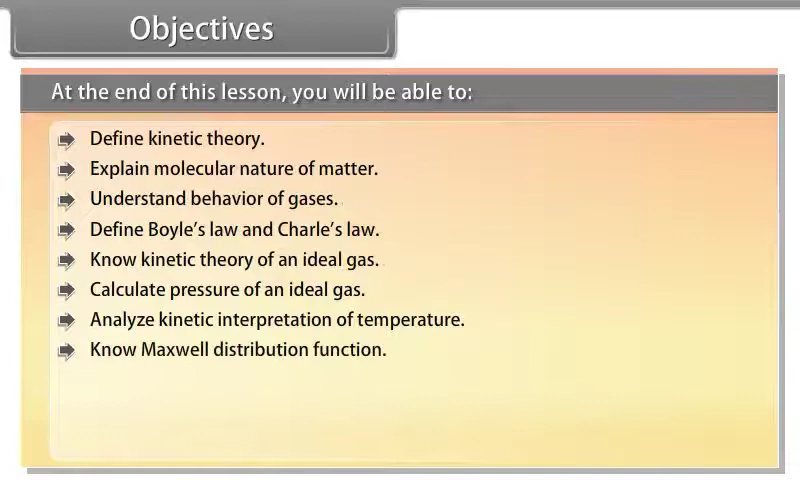 Objectives
At the end of this lesson, you will be able to:
Define kinetic theory.
Explain molecular nature of matter.
Understand behavior of gases.
Define Boyle's law and Charle's law.
Know kinetic theory of an ideal gas.
Calculate pressure of an ideal gas.
Analyze kinetic interpretation of temperature.
Know Maxwell distribution function.